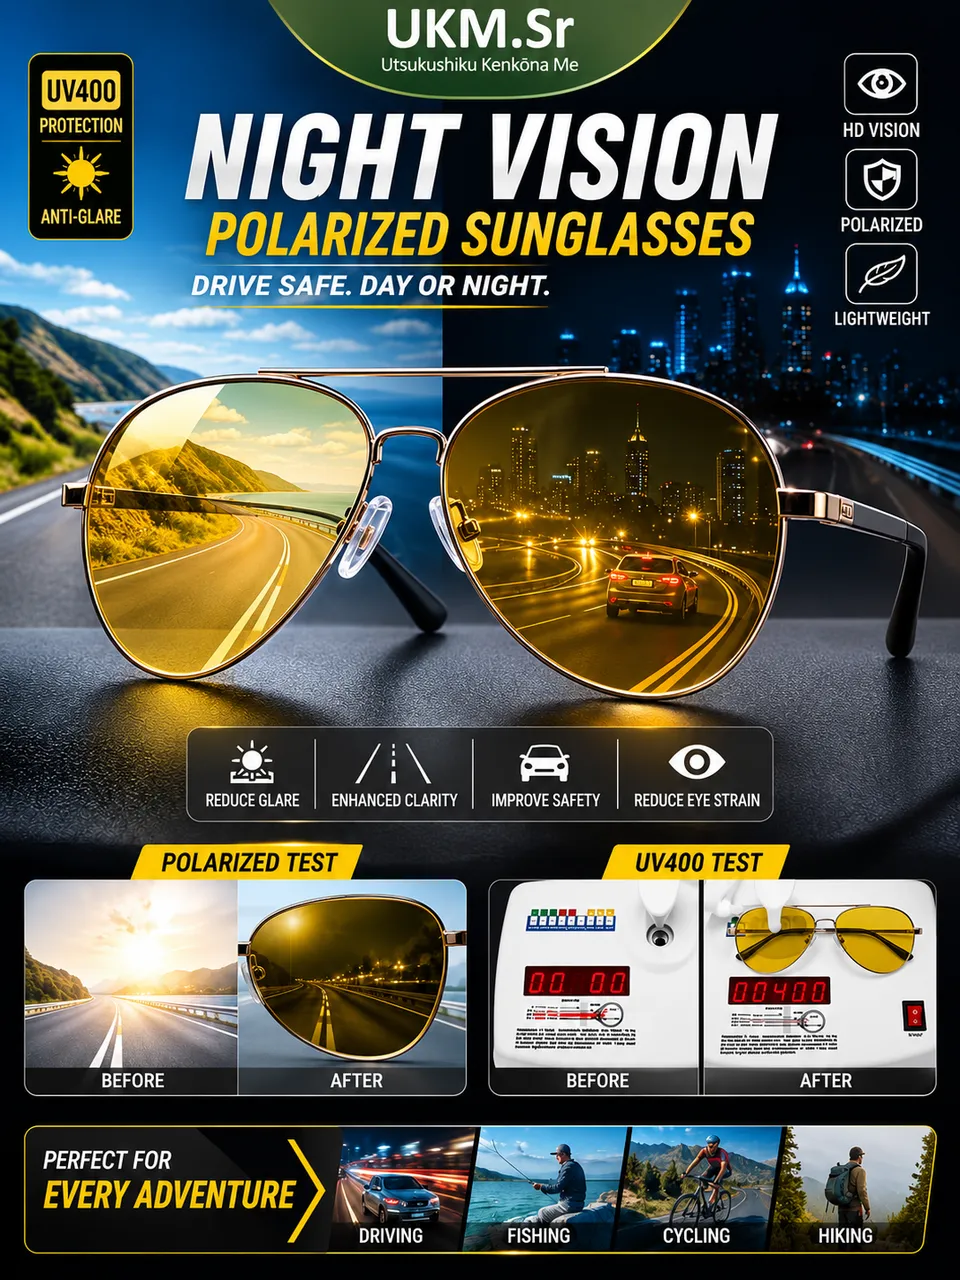 UKM.Sr
Utsukushiku Kenkōna Me
UV400
PROTECTION
ANTI-GLARE
HD VISION
POLARIZED
LIGHTWEIGHT
NIGHT VISION
POLARIZED SUNGLASSES
DRIVE SAFE. DAY OR NIGHT.
REDUCE GLARE
ENHANCED CLARITY
IMPROVE SAFETY
REDUCE EYE STRAIN
POLARIZED TEST
BEFORE
AFTER
UV400 TEST
00 00
00400
BEFORE
AFTER
PERFECT FOR
EVERY ADVENTURE
DRIVING
FISHING
CYCLING
HIKING